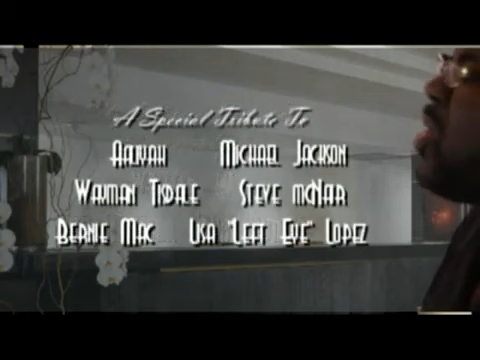 A Special Tribute To
Aaliyah Michael Jackson
Wayman Tisdale Steve McNair
Bernie Mac Lisa "Left Eye" Lopez